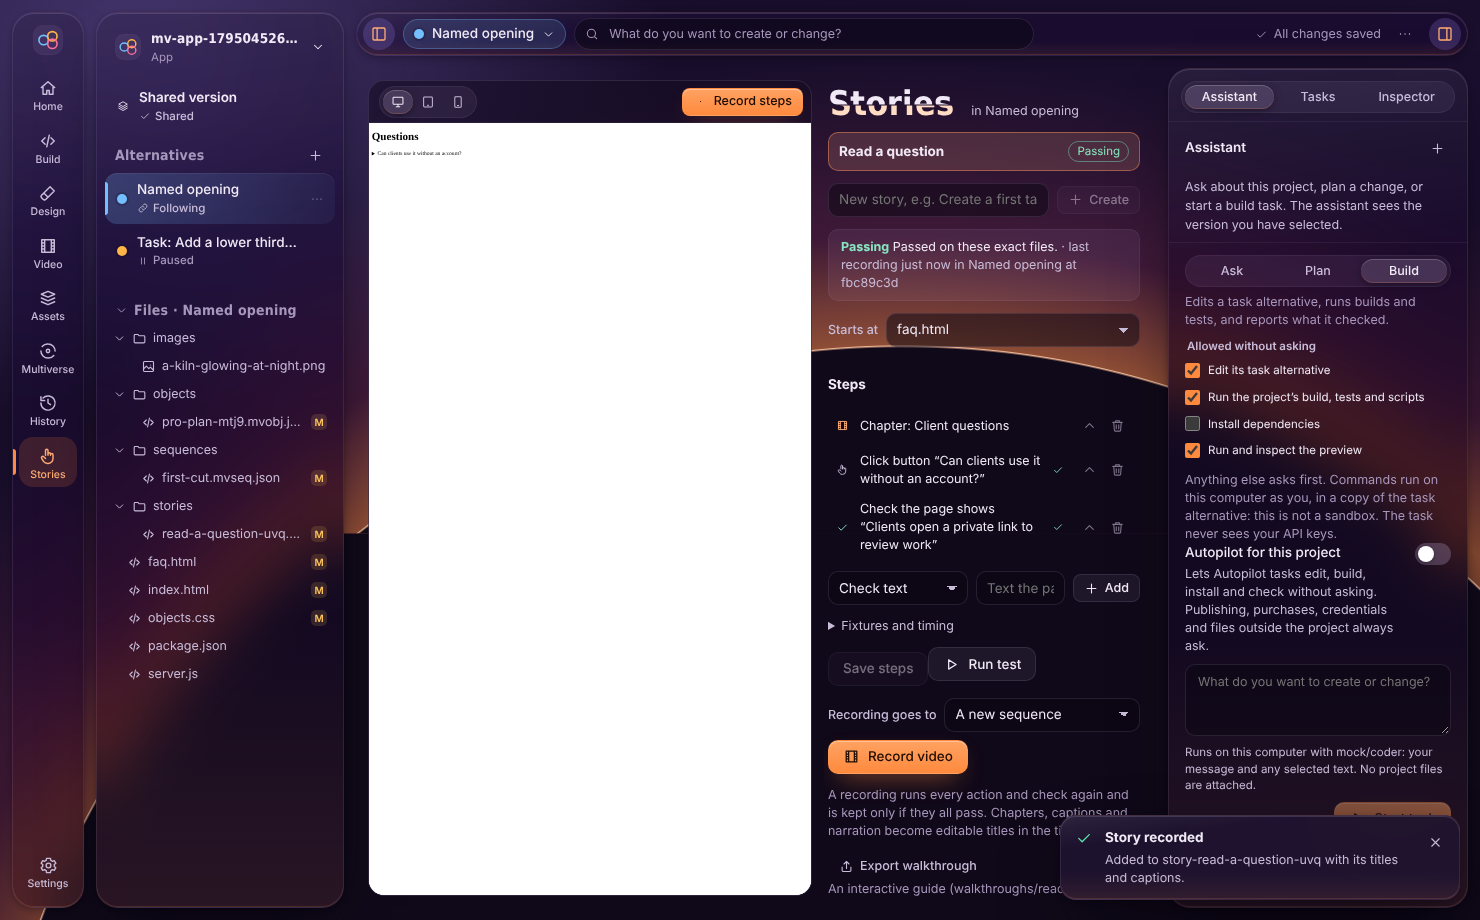 mv-app-179504526...
App
Named opening
What do you want to create or change?
All changes saved
Home
Build
Design
Video
Assets
Multiverse
History
Stories
Settings
Shared version
Shared
Alternatives
Named opening
Following
Task: Add a lower third...
Paused
Files · Named opening
images
a-kiln-glowing-at-night.png
objects
pro-plan-mtj9.mvobj.j... M
sequences
first-cut.mvseq.json M
stories
read-a-question-uvq.... M
faq.html M
index.html M
objects.css M
package.json
server.js
Record steps
Questions
Can clients use it without an account?
Stories in Named opening
Read a question Passing
New story, e.g. Create a first ta
Create
Passing Passed on these exact files. · last
recording just now in Named opening at
fbc89c3d
Starts at faq.html
Steps
Chapter: Client questions
Click button “Can clients use it
without an account?”
Check the page shows
“Clients open a private link to
review work”
Check text
Text the pa
Add
Fixtures and timing
Save steps
Run test
Recording goes to A new sequence
Record video
A recording runs every action and check again and
is kept only if they all pass. Chapters, captions and
narration become editable titles in the ti
Export walkthrough
An interactive guide (walkthroughs/read
Assistant Tasks Inspector
Assistant
Ask about this project, plan a change, or
start a build task. The assistant sees the
version you have selected.
Ask Plan Build
Edits a task alternative, runs builds and
tests, and reports what it checked.
Allowed without asking
Edit its task alternative
Run the project’s build, tests and scripts
Install dependencies
Run and inspect the preview
Anything else asks first. Commands run on
this computer as you, in a copy of the task
alternative: this is not a sandbox. The task
never sees your API keys.
Autopilot for this project
Lets Autopilot tasks edit, build,
install and check without asking.
Publishing, purchases, credentials
and files outside the project always
ask.
What do you want to create or change?
Runs on this computer with mock/coder: your
message and any selected text. No project files
are attached.
Story recorded
Added to story-read-a-question-uvq with its titles
and captions.